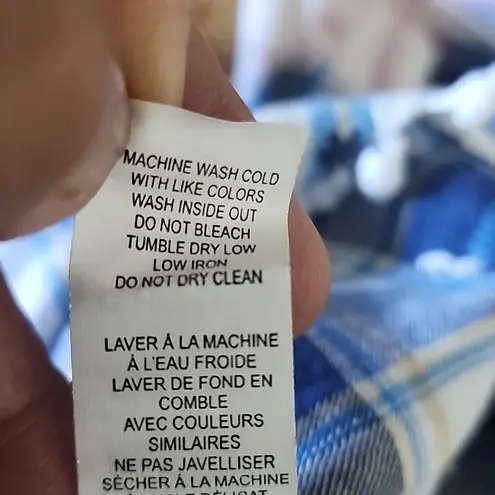 MACHINE WASH COLD
WITH LIKE COLORS
WASH INSIDE OUT
DO NOT BLEACH
TUMBLE DRY LOW
LOW IRON
DO NOT DRY CLEAN
LAVER Á LA MACHINE
Á L'EAU FROIDE
LAVER DE FOND EN
COMBLE
AVEC COULEURS
SIMILAIRES
NE PAS JAVELLISER
SÈCHER Á LA MACHINE